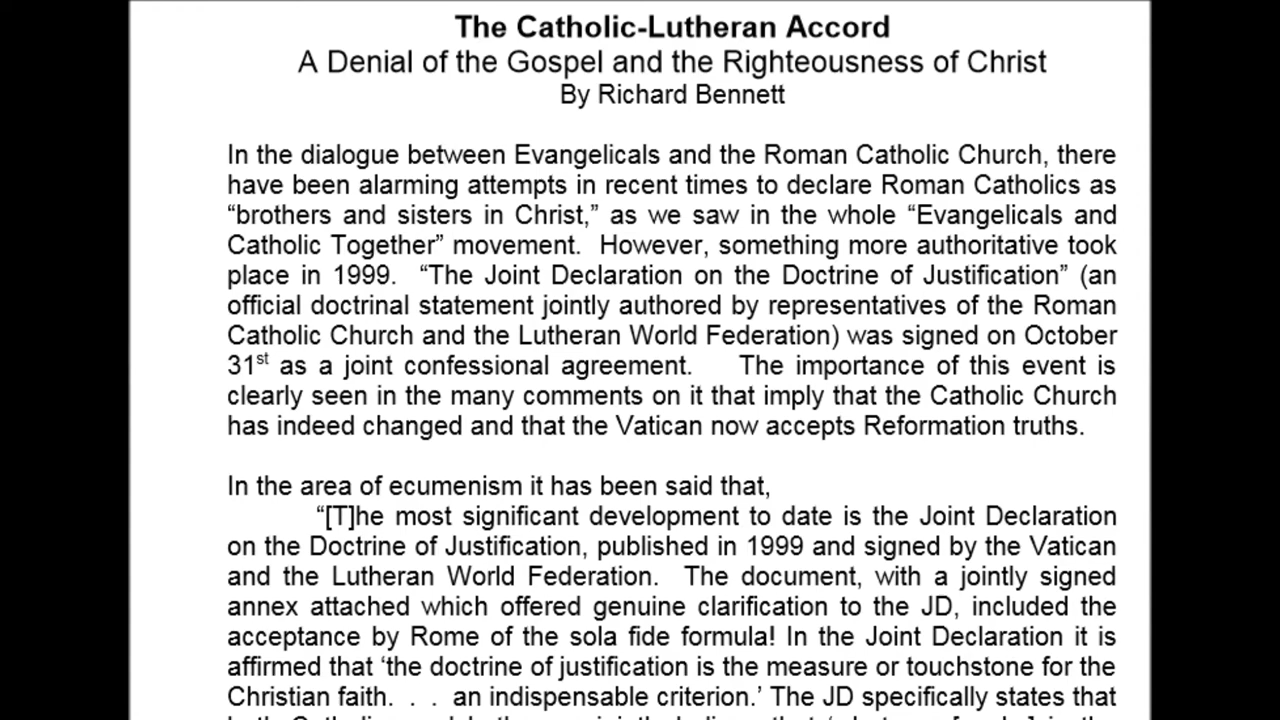 The Catholic-Lutheran Accord
A Denial of the Gospel and the Righteousness of Christ
By Richard Bennett
In the dialogue between Evangelicals and the Roman Catholic Church, there
have been alarming attempts in recent times to declare Roman Catholics as
“brothers and sisters in Christ,” as we saw in the whole “Evangelicals and
Catholic Together” movement. However, something more authoritative took
place in 1999. “The Joint Declaration on the Doctrine of Justification” (an
official doctrinal statement jointly authored by representatives of the Roman
Catholic Church and the Lutheran World Federation) was signed on October
31st as a joint confessional agreement. The importance of this event is
clearly seen in the many comments on it that imply that the Catholic Church
has indeed changed and that the Vatican now accepts Reformation truths.
In the area of ecumenism it has been said that,
“[T]he most significant development to date is the Joint Declaration
on the Doctrine of Justification, published in 1999 and signed by the Vatican
and the Lutheran World Federation. The document, with a jointly signed
annex attached which offered genuine clarification to the JD, included the
acceptance by Rome of the sola fide formula! In the Joint Declaration it is
affirmed that ‘the doctrine of justification is the measure or touchstone for the
Christian faith. . . an indispensable criterion.’ The JD specifically states that